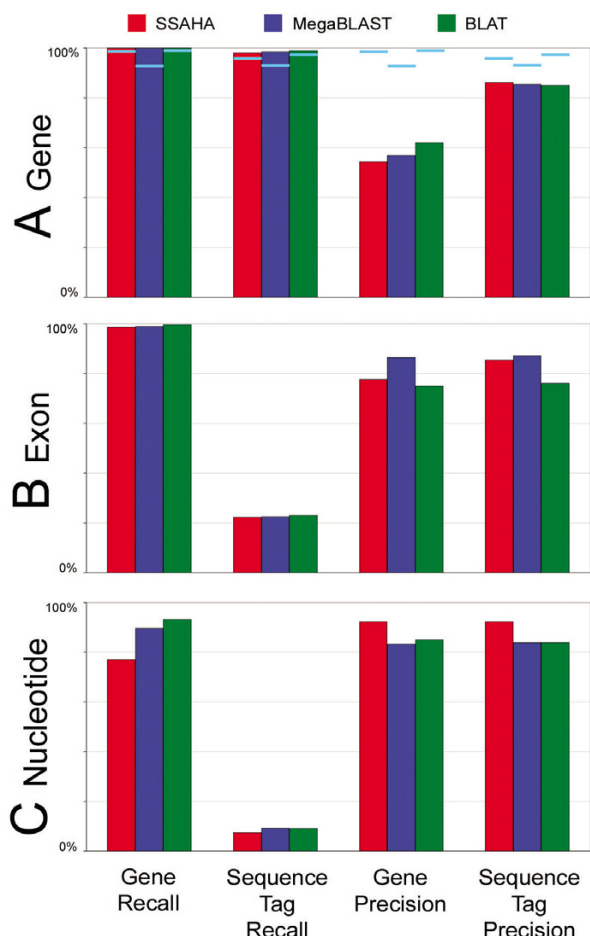 SSAHA MegaBLAST BLAT
100%
A Gene
0%
100%
B Exon
0%
100%
C Nucleotide
0%
Gene Recall
Sequence Tag Recall
Gene Precision
Sequence Tag Precision